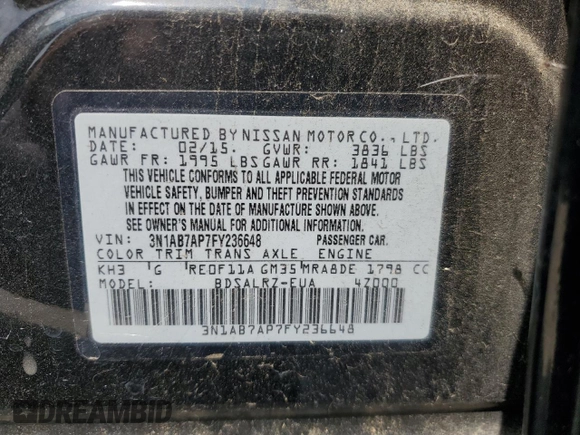 MANUFACTURED BY NISSAN MOTOR CO., LTD.
DATE: 02/15. GVWR: 3836 LBS
GAWR FR: 1995 LBS GAWR RR: 1841 LBS
THIS VEHICLE CONFORMS TO ALL APPLICABLE FEDERAL MOTOR
VEHICLE SAFETY, BUMPER AND THEFT PREVENTION STANDARDS
IN EFFECT ON THE DATE OF MANUFACTURE SHOWN ABOVE.
SEE OWNER'S MANUAL FOR ADDITIONAL INFORMATION.
VIN: 3N1AB7AP7FY236648 PASSENGER CAR.
COLOR TRIM TRANS AXLE ENGINE
KH3 G RE0F11A GM35 MRA8DE 1798 CC
MODEL: BDSALRZ-EUA 47000
3N1AB7AP7FY236648
DREAMBID